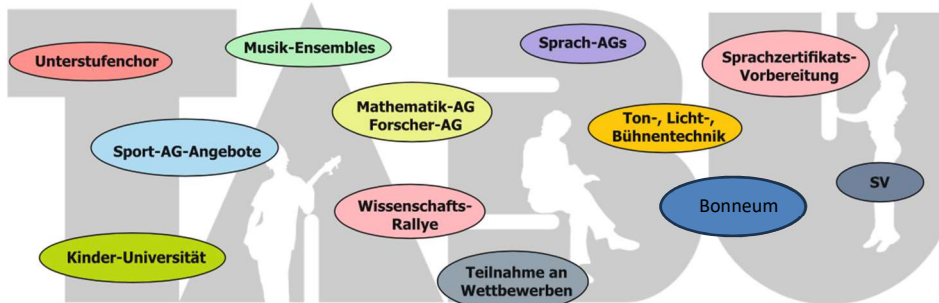 TABU
Unterstufenchor
Musik-Ensembles
Sprach-AGs
Sprachzertifikats-
Vorbereitung
Mathematik-AG
Forscher-AG
Ton-, Licht-,
Bühnentechnik
Sport-AG-Angebote
SV
Wissenschafts-
Rallye
Bonneum
Kinder-Universität
Teilnahme an
Wettbewerben